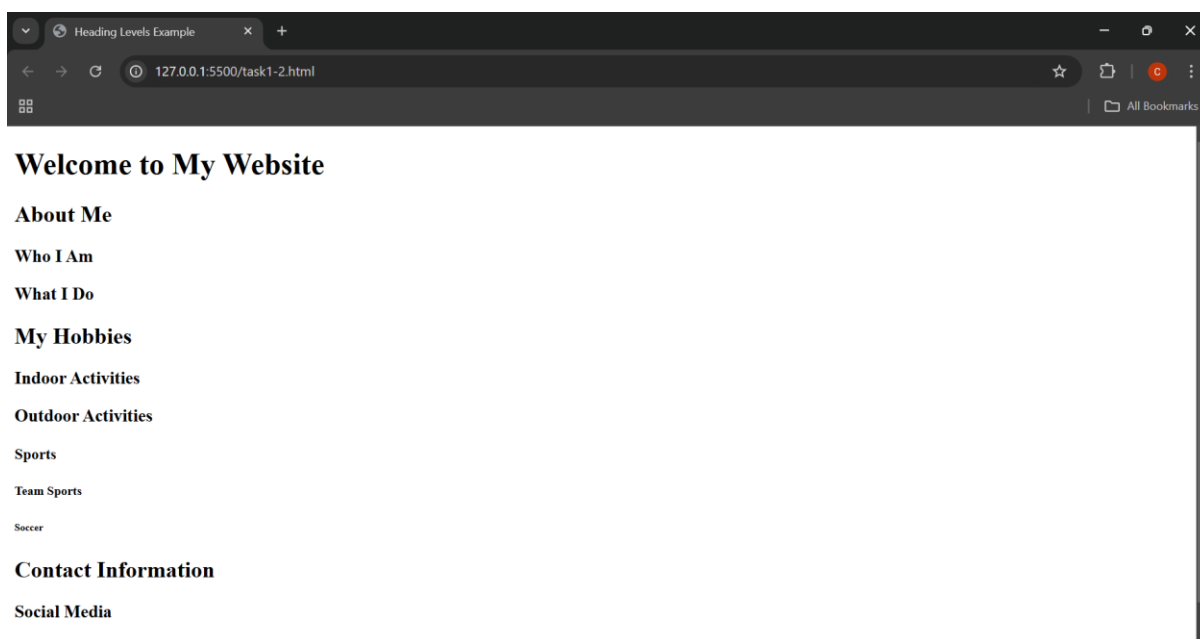 Heading Levels Example
127.0.0.1:5500/task1-2.html
C
All Bookmarks
Welcome to My Website
About Me
Who I Am
What I Do
My Hobbies
Indoor Activities
Outdoor Activities
Sports
Team Sports
Soccer
Contact Information
Social Media